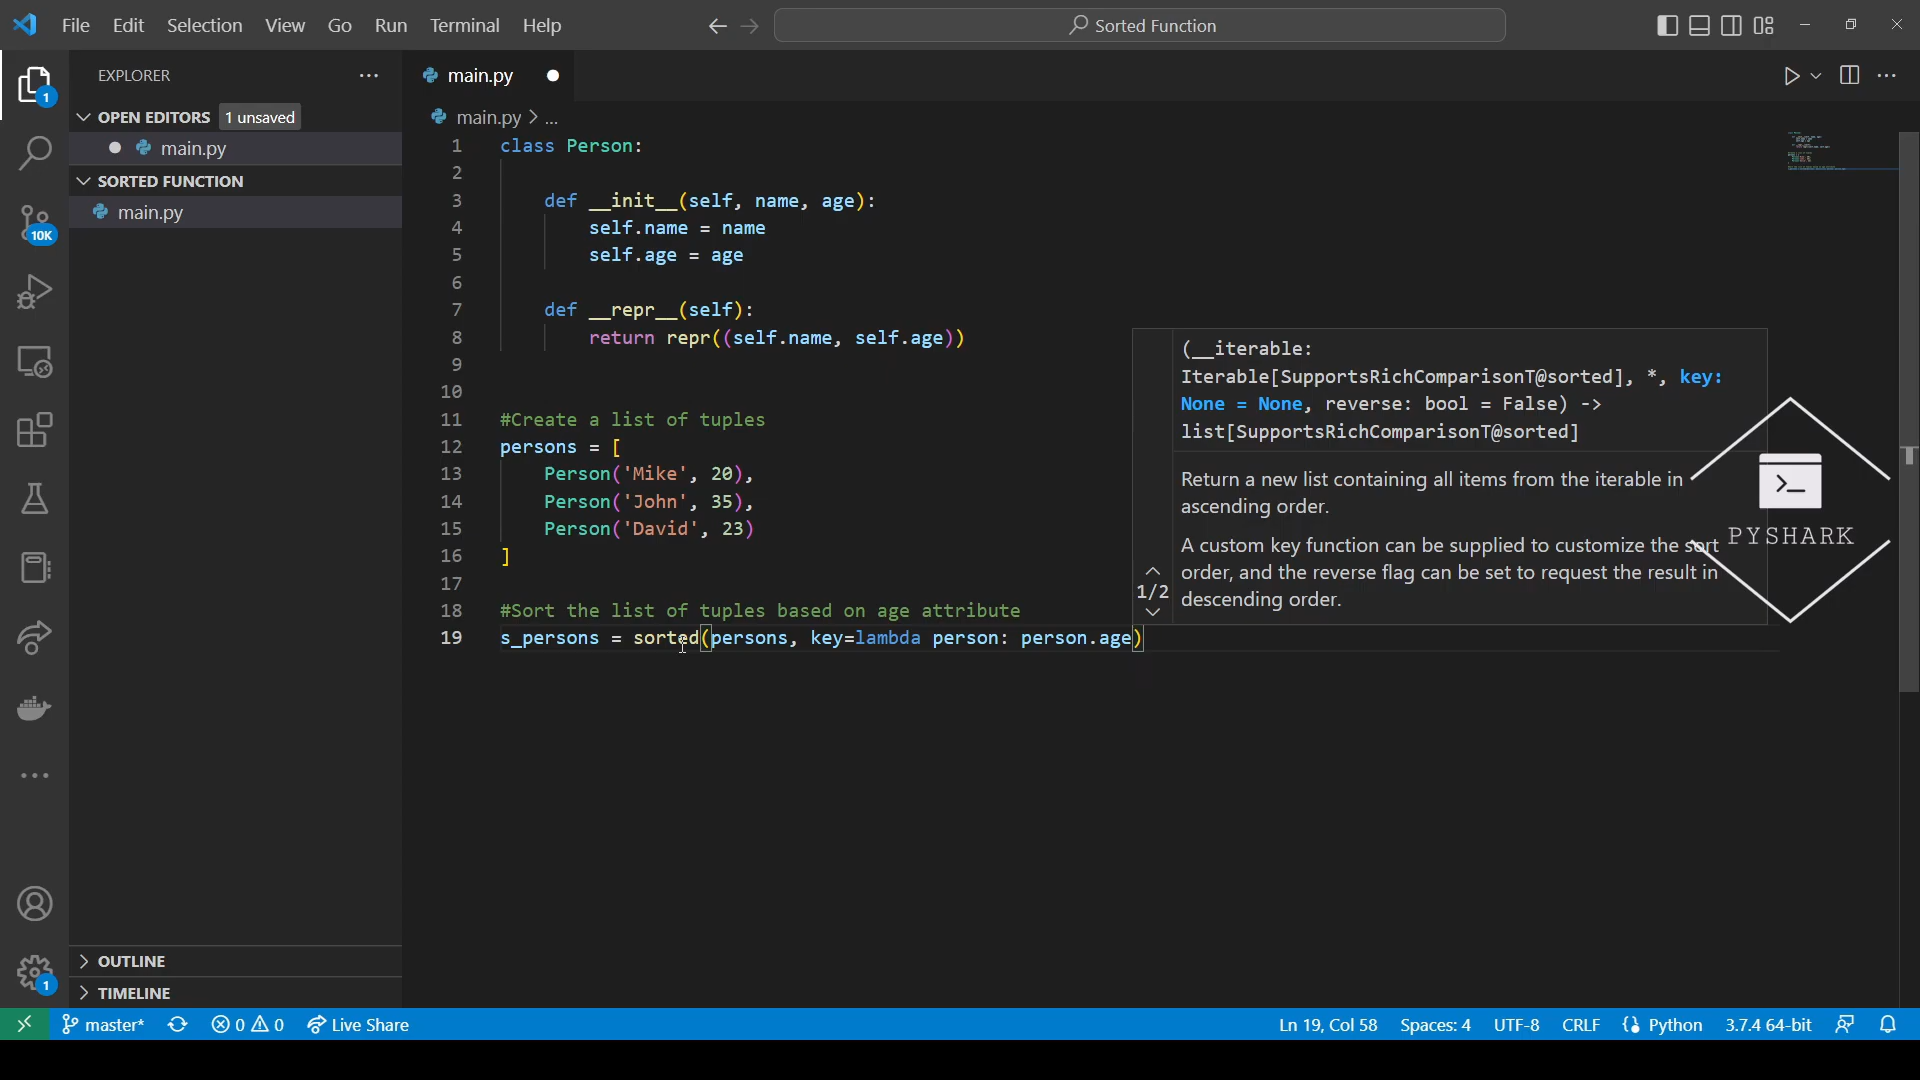 File Edit Selection View Go Run Terminal Help
Sorted Function
EXPLORER
main.py
OPEN EDITORS 1 unsaved
main.py > ...
main.py
SORTED FUNCTION
main.py
1 class Person:
2
3 def __init__(self, name, age):
4 self.name = name
5 self.age = age
6
7 def __repr__(self):
8 return repr((self.name, self.age))
9
10
11 #Create a list of tuples
12 persons = [
13 Person('Mike', 20),
14 Person('John', 35),
15 Person('David', 23)
16 ]
17
18 #Sort the list of tuples based on age attribute
19 s_persons = sorted(persons, key=lambda person: person.age)
(__iterable:
Iterable[SupportsRichComparisonT@sorted], *, key:
None = None, reverse: bool = False) ->
list[SupportsRichComparisonT@sorted]
Return a new list containing all items from the iterable in
ascending order.
A custom key function can be supplied to customize the sort
order, and the reverse flag can be set to request the result in
descending order.
1/2
>_
PYSHARK
1
10K
1
OUTLINE
TIMELINE
master* 0 0 Live Share Ln 19, Col 58 Spaces: 4 UTF-8 CRLF Python 3.7.4 64-bit